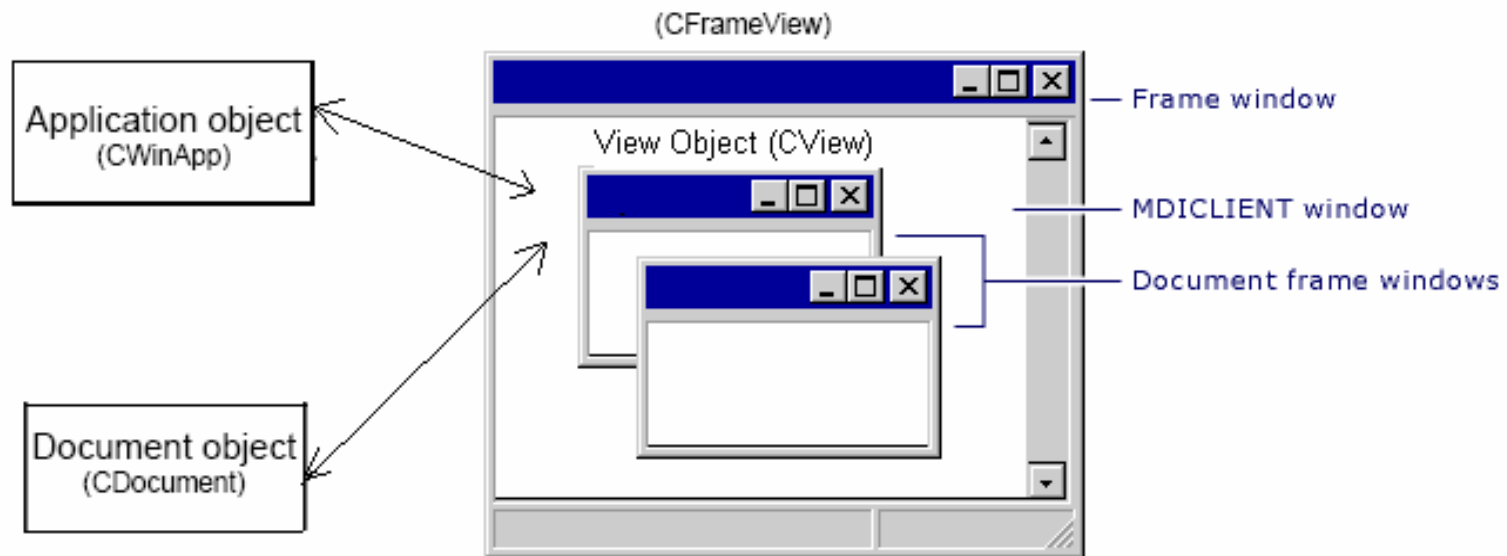 (CFrameView)
Application object
(CWinApp)
Frame window
View Object (CView)
MDICLIENT window
Document frame windows
Document object
(CDocument)